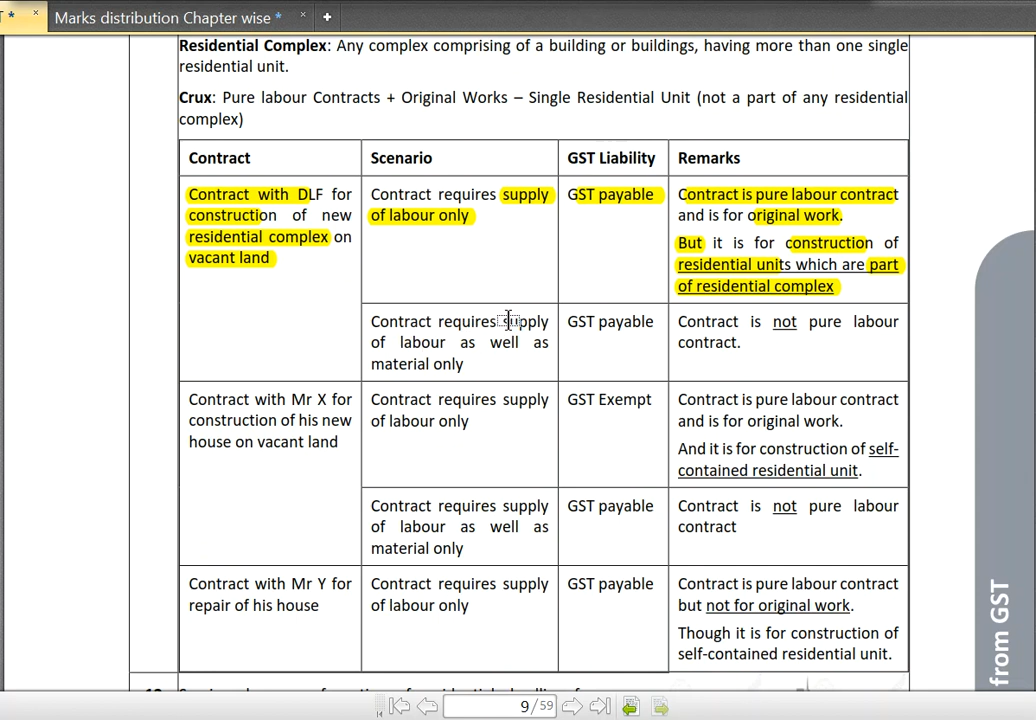 Marks distribution Chapter wise *
Residential Complex: Any complex comprising of a building or buildings, having more than one single
residential unit.
Crux: Pure labour Contracts + Original Works – Single Residential Unit (not a part of any residential
complex)
Contract
Scenario
GST Liability
Remarks
Contract with DLF for
construction of new
residential complex on
vacant land
Contract requires supply
of labour only
GST payable
Contract is pure labour contract
and is for original work.
But it is for construction of
residential units which are part
of residential complex
Contract requires supply
of labour as well as
material only
GST payable
Contract is not pure labour
contract.
Contract with Mr X for
construction of his new
house on vacant land
Contract requires supply
of labour only
GST Exempt
Contract is pure labour contract
and is for original work.
And it is for construction of self-
contained residential unit.
Contract requires supply
of labour as well as
material only
GST payable
Contract is not pure labour
contract
Contract with Mr Y for
repair of his house
Contract requires supply
of labour only
GST payable
Contract is pure labour contract
but not for original work.
Though it is for construction of
self-contained residential unit.
from GST
9/59